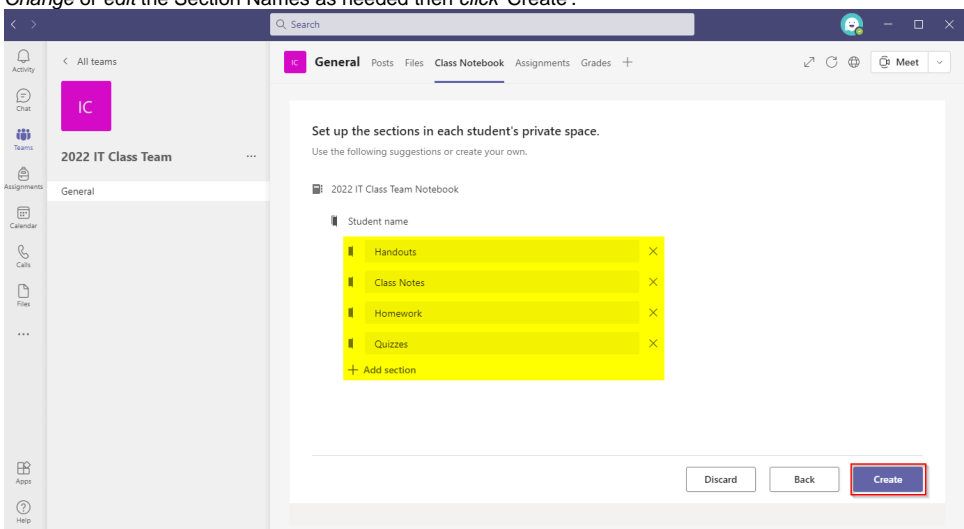 Change or edit the Section Names as needed then click 'Create'.
Search
Activity
Chat
Teams
Assignments
Calendar
Calls
Files
Apps
Help
All teams
IC
2022 IT Class Team
General
IC General Posts Files Class Notebook Assignments Grades
Meet
Set up the sections in each student's private space.
Use the following suggestions or create your own.
2022 IT Class Team Notebook
Student name
Handouts
Class Notes
Homework
Quizzes
+ Add section
Discard Back Create